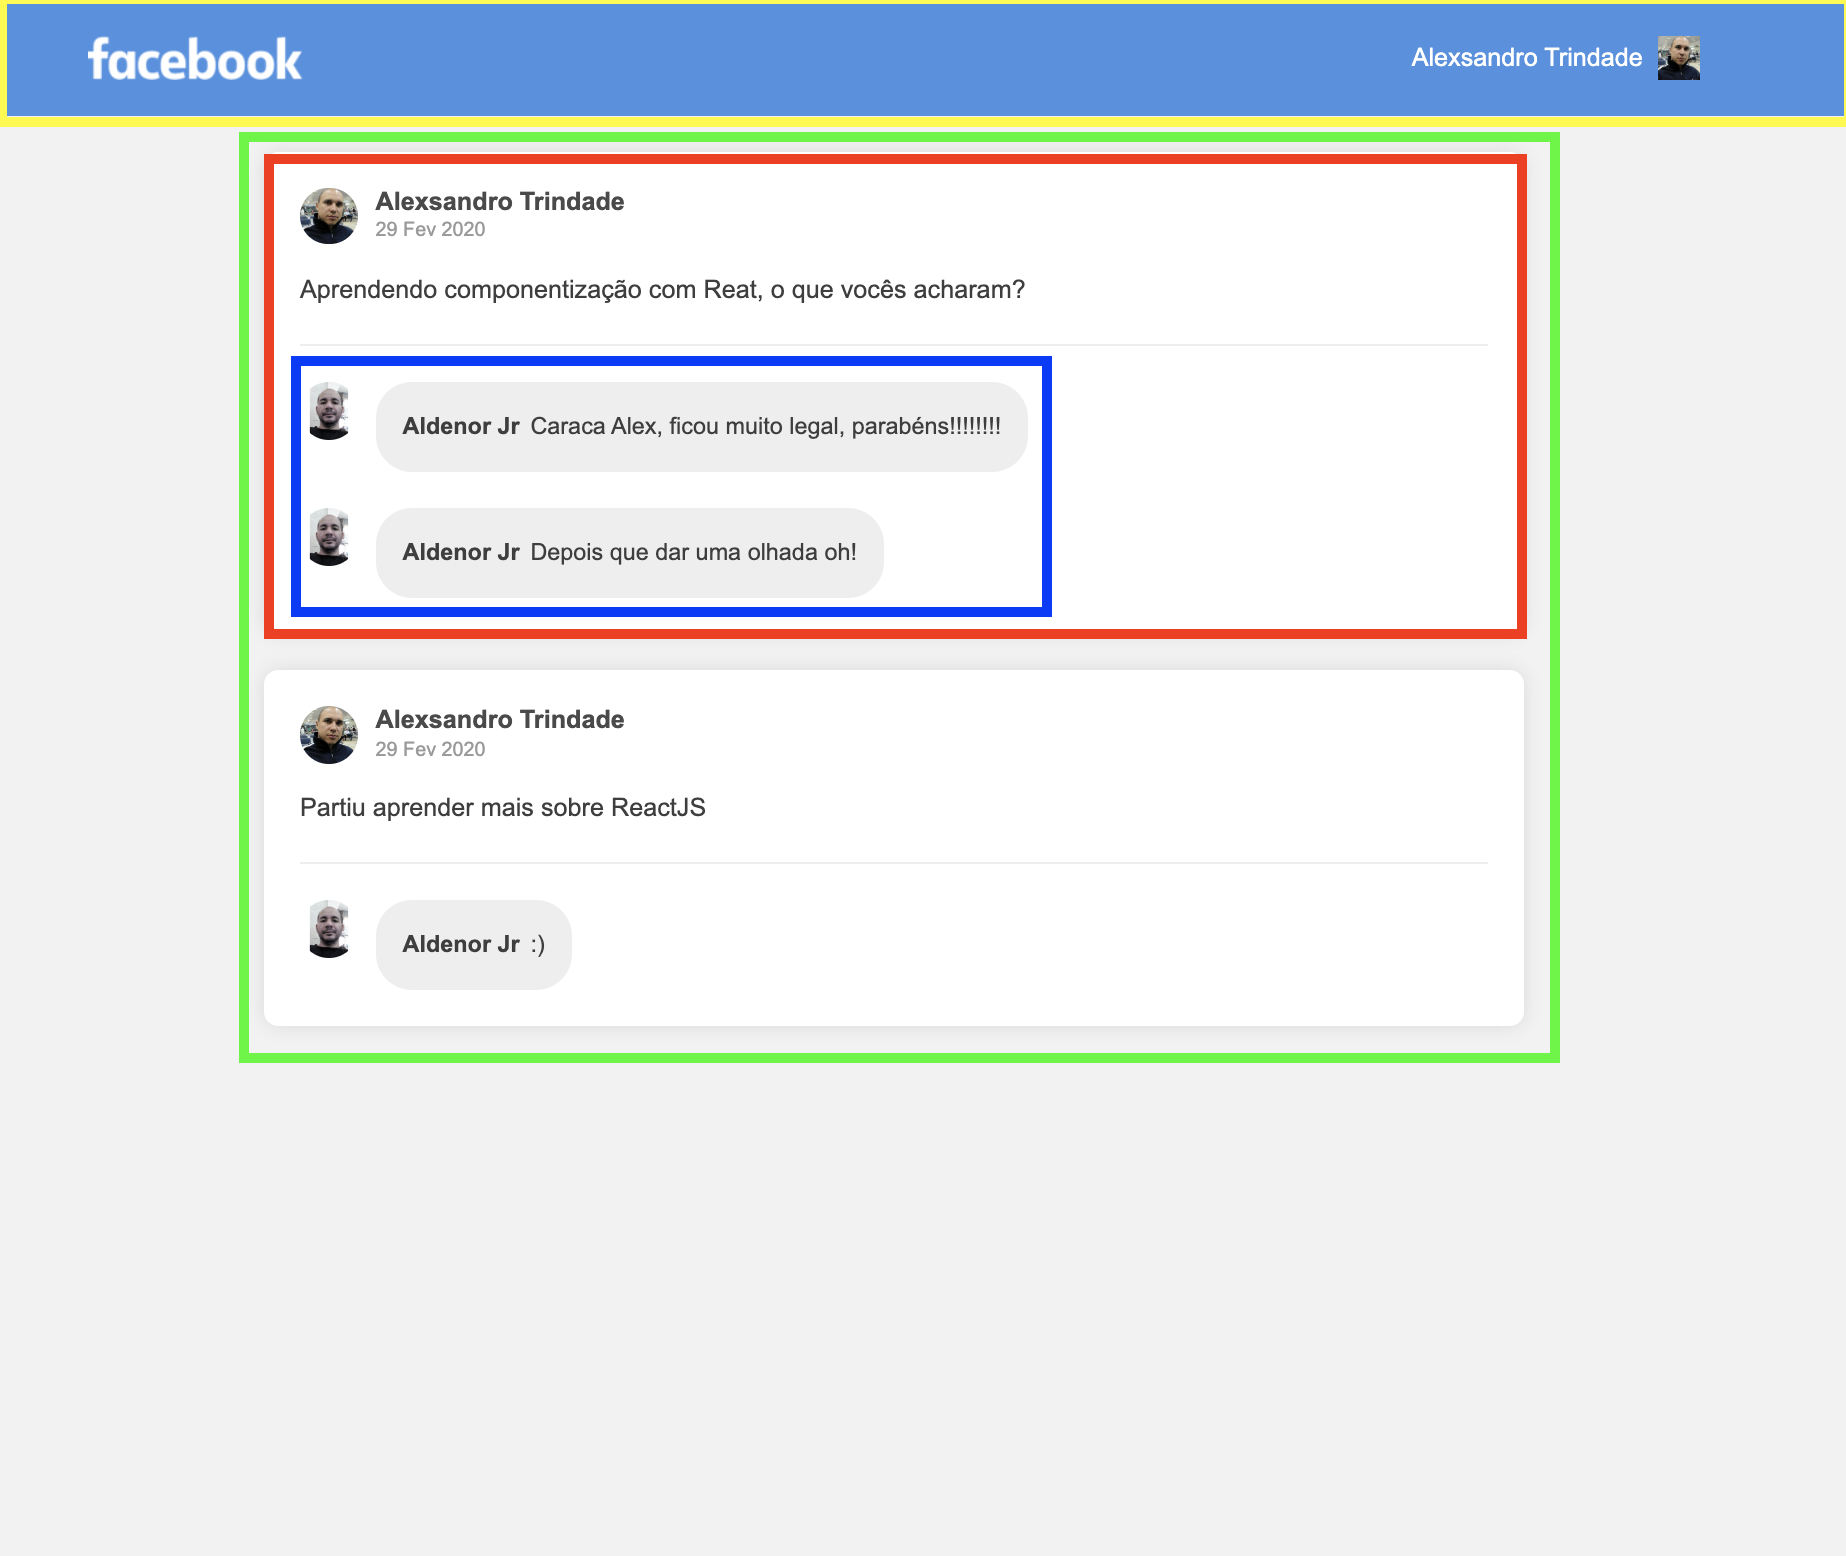 facebook
Alexsandro Trindade
Alexsandro Trindade
29 Fev 2020
Aprendendo componentização com Reat, o que vocês acharam?
Aldenor Jr Caraca Alex, ficou muito legal, parabéns!!!!!!!!
Aldenor Jr Depois que dar uma olhada oh!
Alexsandro Trindade
29 Fev 2020
Partiu aprender mais sobre ReactJS
Aldenor Jr :)